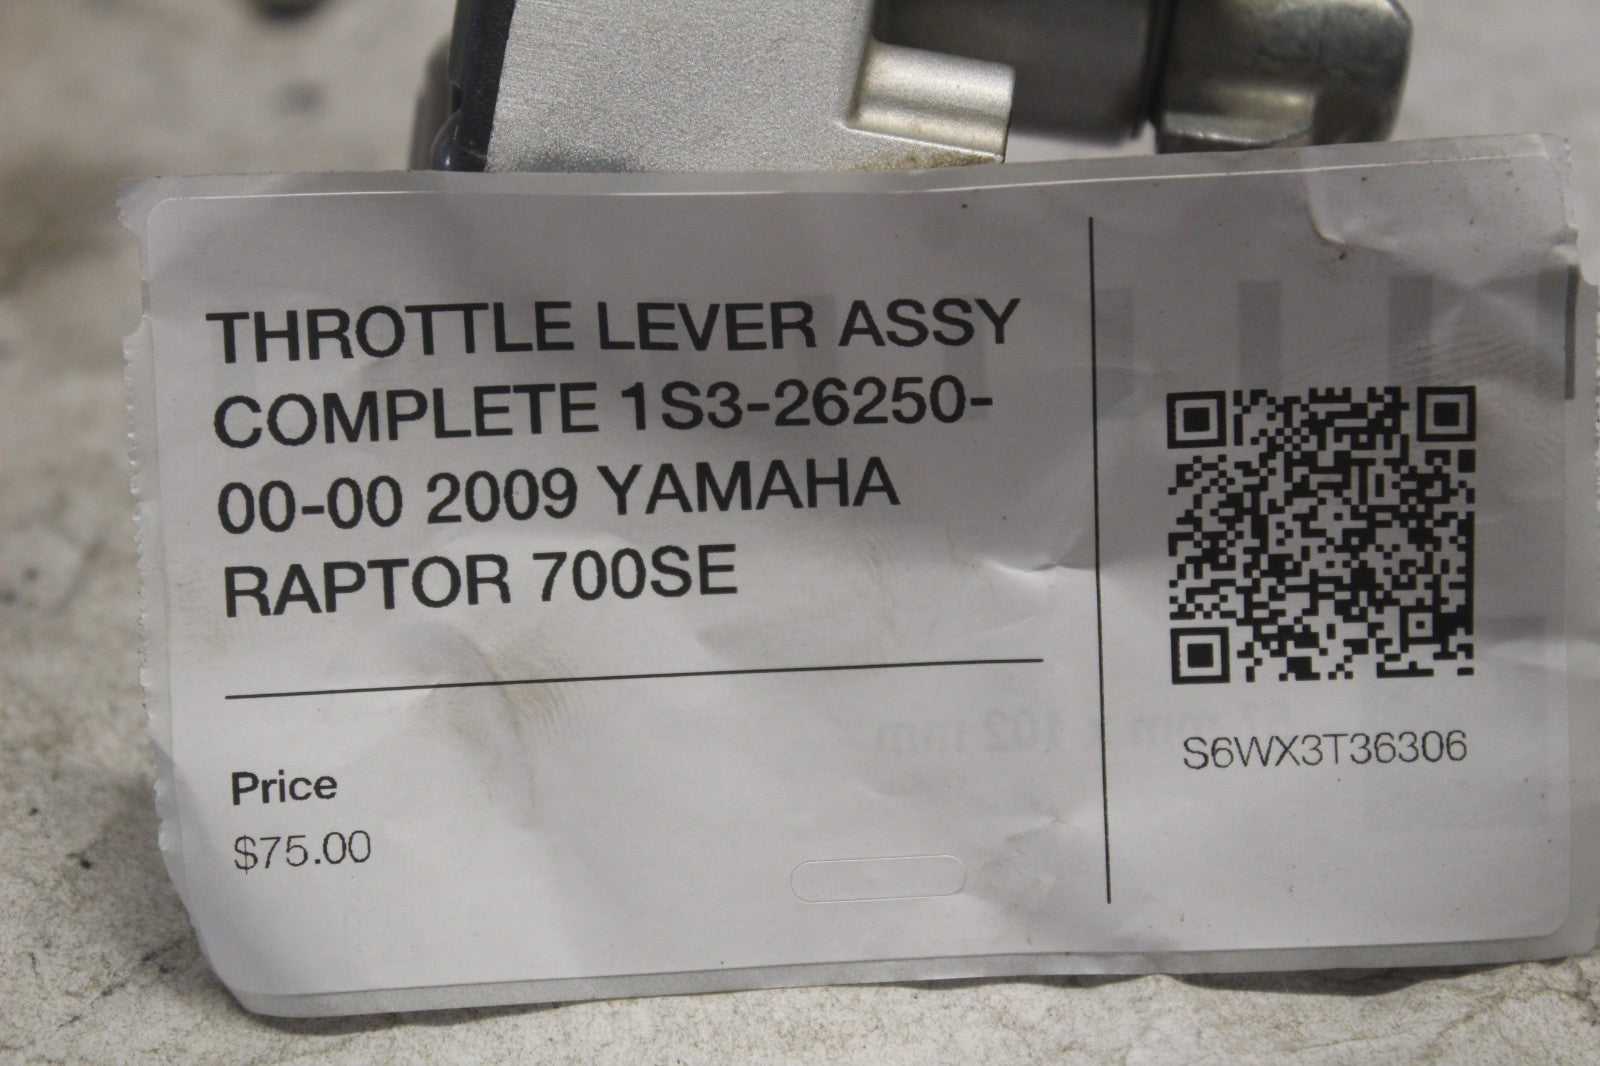 THROTTLE LEVER ASSY
COMPLETE 1S3-26250-
00-00 2009 YAMAHA
RAPTOR 700SE
Price
$75.00
S6WX3T36306